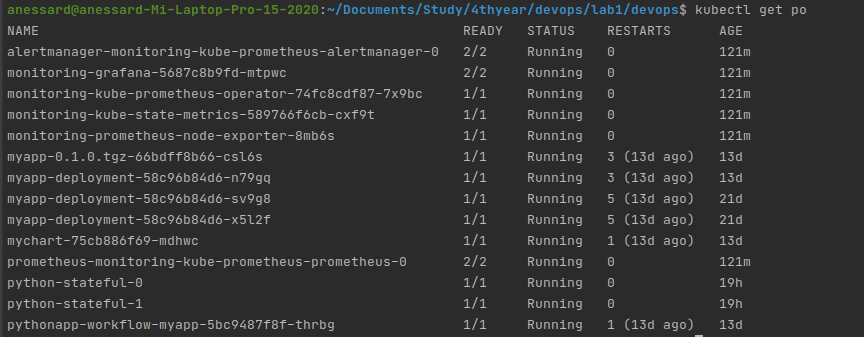 anessard@anessard-Mi-Laptop-Pro-15-2020:~/Documents/Study/4thyear/devops/lab1/devops$ kubectl get po
NAME READY STATUS RESTARTS AGE
alertmanager-monitoring-kube-prometheus-alertmanager-0 2/2 Running 0 121m
monitoring-grafana-5687c8b9fd-mtpwc 2/2 Running 0 121m
monitoring-kube-prometheus-operator-74fc8cdf87-7x9bc 1/1 Running 0 121m
monitoring-kube-state-metrics-589766f6cb-cxf9t 1/1 Running 0 121m
monitoring-prometheus-node-exporter-8mb6s 1/1 Running 0 121m
myapp-0.1.0.tgz-66bdff8b66-csl6s 1/1 Running 3 (13d ago) 13d
myapp-deployment-58c96b84d6-n79gq 1/1 Running 3 (13d ago) 13d
myapp-deployment-58c96b84d6-sv9g8 1/1 Running 5 (13d ago) 21d
myapp-deployment-58c96b84d6-x5l2f 1/1 Running 5 (13d ago) 21d
mychart-75cb886f69-mdhwc 1/1 Running 1 (13d ago) 13d
prometheus-monitoring-kube-prometheus-prometheus-0 2/2 Running 0 121m
python-stateful-0 1/1 Running 0 19h
python-stateful-1 1/1 Running 0 19h
pythonapp-workflow-myapp-5bc9487f8f-thrbg 1/1 Running 1 (13d ago) 13d